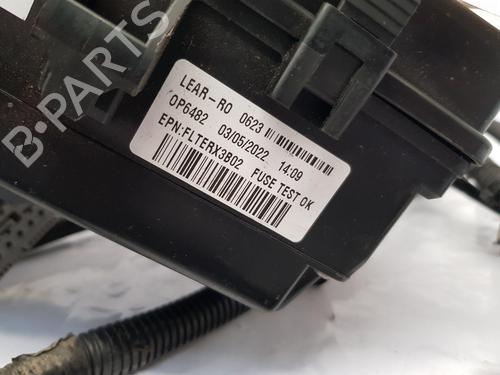 B-PARTS
LEAR-RO 0623
OP6482 03/05/2022 14:09
EPN:FLTERX3B02 FUSE TEST OK